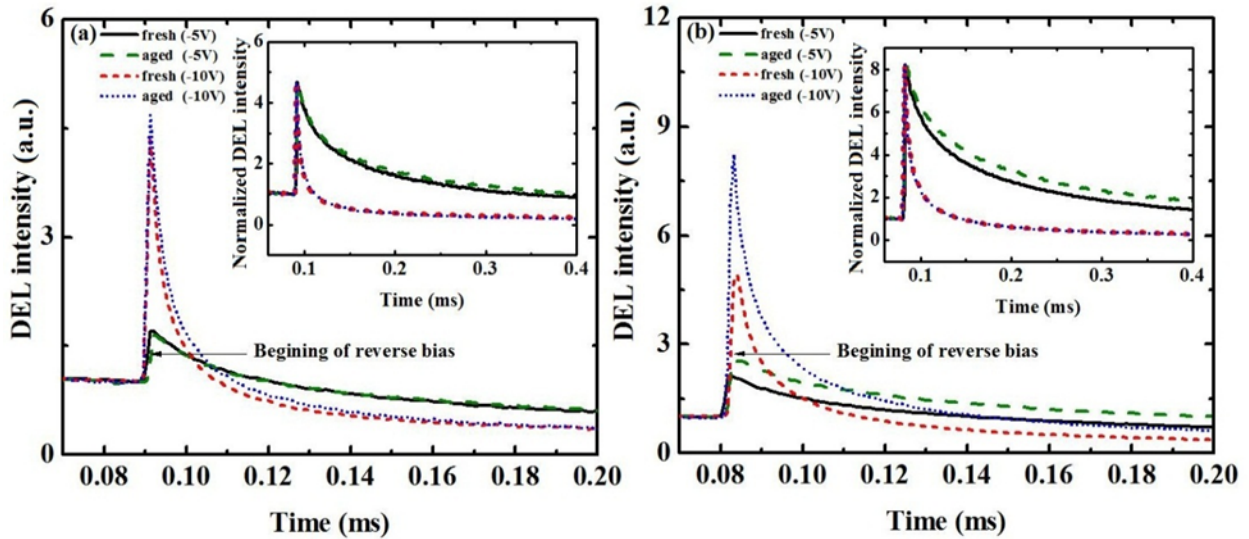 (a)
fresh (-5V)
aged (-5V)
fresh (-10V)
aged (-10V)
6
3
0
DEL intensity (a.u.)
0.08 0.10 0.12 0.14 0.16 0.18 0.20
Time (ms)
Begining of reverse bias
6
4
2
0
Normalized DEL intensity
0.1 0.2 0.3 0.4
Time (ms)
(b)
fresh (-5V)
aged (-5V)
fresh (-10V)
aged (-10V)
12
9
6
3
0
DEL intensity (a.u.)
0.08 0.10 0.12 0.14 0.16 0.18 0.20
Time (ms)
Begining of reverse bias
8
6
4
2
0
Normalized DEL intensity
0.1 0.2 0.3 0.4
Time (ms)